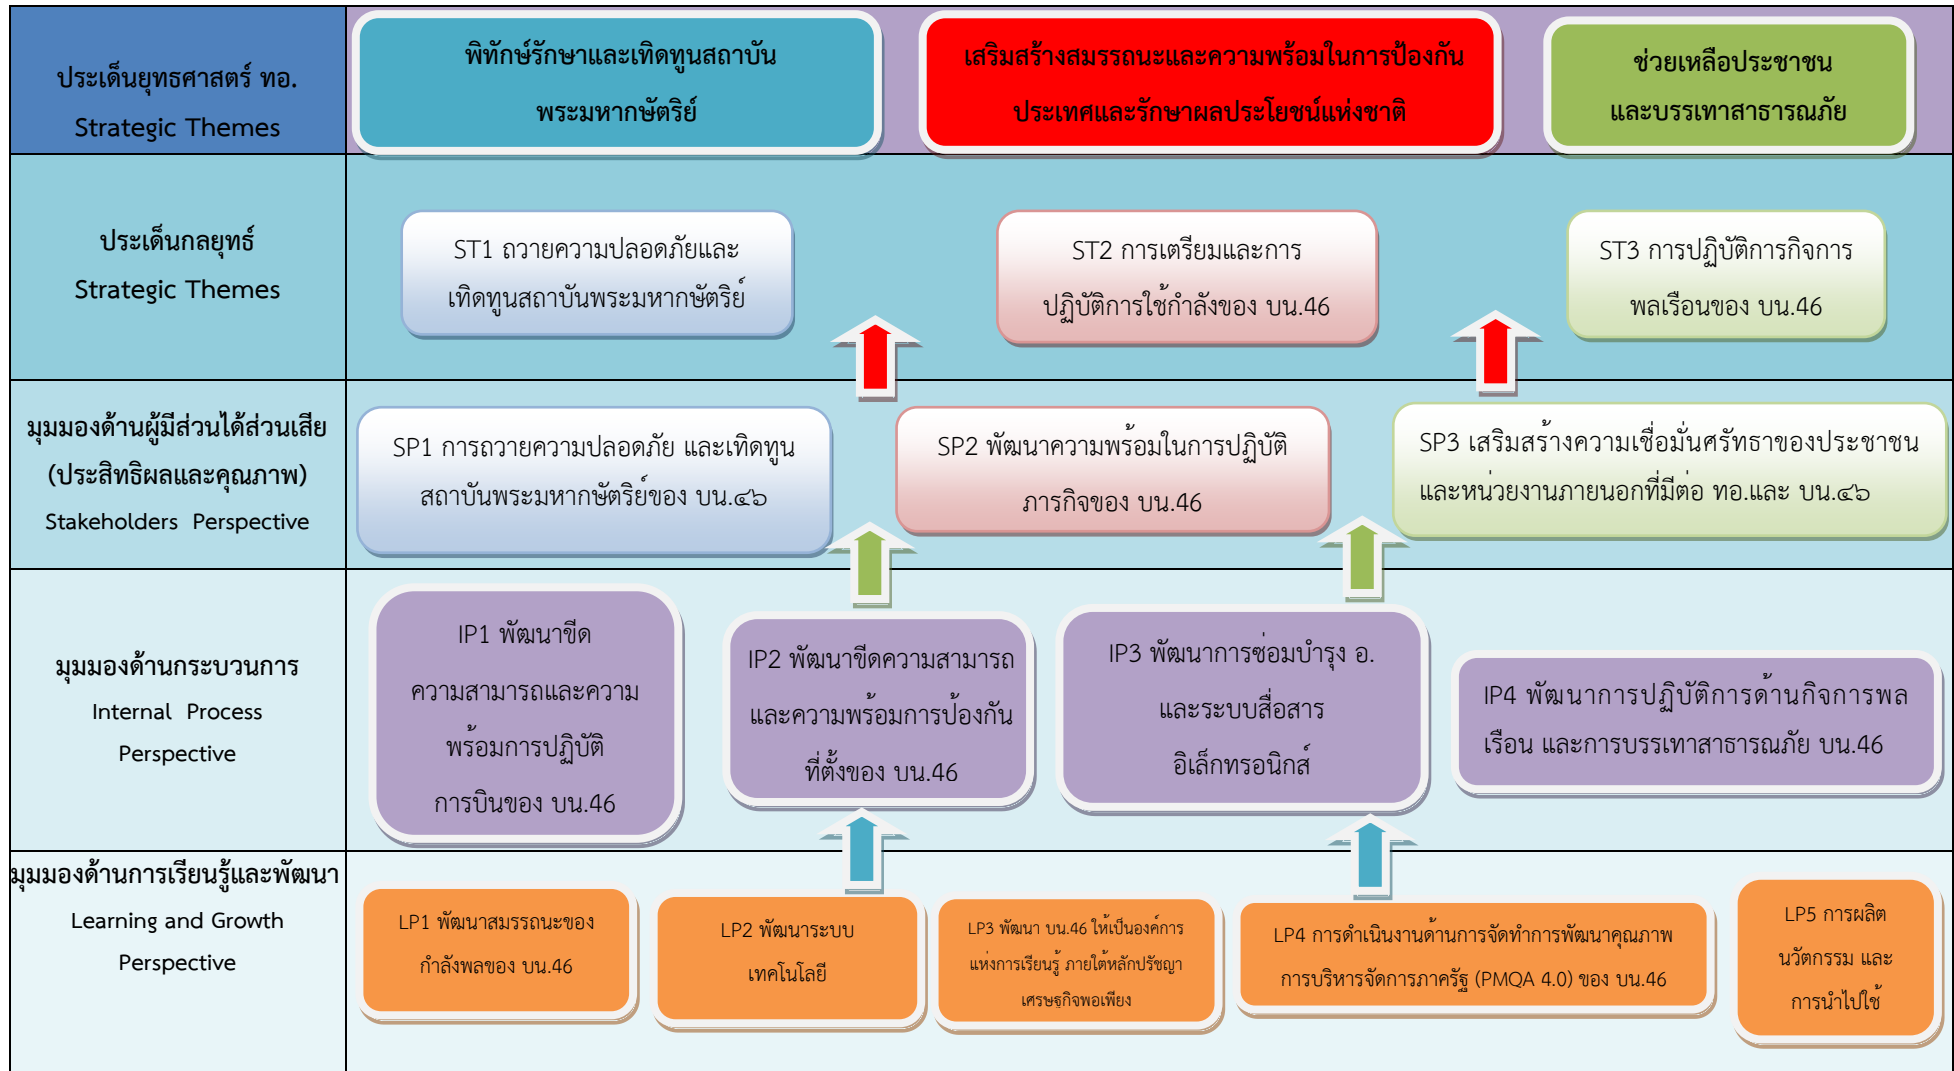 ประเด็นยุทธศาสตร์ ทอ.
Strategic Themes
พิทักษ์รักษาและเทิดทูนสถาบัน
พระมหากษัตริย์
เสริมสร้างสมรรถนะและความพร้อมในการป้องกัน
ประเทศและรักษาผลประโยชน์แห่งชาติ
ช่วยเหลือประชาชน
และบรรเทาสาธารณภัย
ประเด็นกลยุทธ์
Strategic Themes
ST1 ถวายความปลอดภัยและ
เทิดทูนสถาบันพระมหากษัตริย์
ST2 การเตรียมและการ
ปฏิบัติการใช้กำลังของ บน.46
ST3 การปฏิบัติการกิจการ
พลเรือนของ บน.46
มุมมองด้านผู้มีส่วนได้ส่วนเสีย
(ประสิทธิผลและคุณภาพ)
Stakeholders Perspective
SP1 การถวายความปลอดภัย และเทิดทูน
สถาบันพระมหากษัตริย์ของ บน.๔๖
SP2 พัฒนาความพร้อมในการปฏิบัติ
ภารกิจของ บน.46
SP3 เสริมสร้างความเชื่อมั่นศรัทธาของประชาชน
และหน่วยงานภายนอกที่มีต่อ ทอ.และ บน.๔๖
มุมมองด้านกระบวนการ
Internal Process
Perspective
IP1 พัฒนาขีด
ความสามารถและความ
พร้อมการปฏิบัติ
การบินของ บน.46
IP2 พัฒนาขีดความสามารถ
และความพร้อมการป้องกัน
ที่ตั้งของ บน.46
IP3 พัฒนาการซ่อมบำรุง อ.
และระบบสื่อสาร
อิเล็กทรอนิกส์
IP4 พัฒนาการปฏิบัติการด้านกิจการพล
เรือน และการบรรเทาสาธารณภัย บน.46
มุมมองด้านการเรียนรู้และพัฒนา
Learning and Growth
Perspective
LP1 พัฒนาสมรรถนะของ
กำลังพลของ บน.46
LP2 พัฒนาระบบ
เทคโนโลยี
LP3 พัฒนา บน.46 ให้เป็นองค์การ
แห่งการเรียนรู้ ภายใต้หลักปรัชญา
เศรษฐกิจพอเพียง
LP4 การดำเนินงานด้านการจัดทำการพัฒนาคุณภาพ
การบริหารจัดการภาครัฐ (PMQA 4.0) ของ บน.46
LP5 การผลิต
นวัตกรรม และ
การนำไปใช้